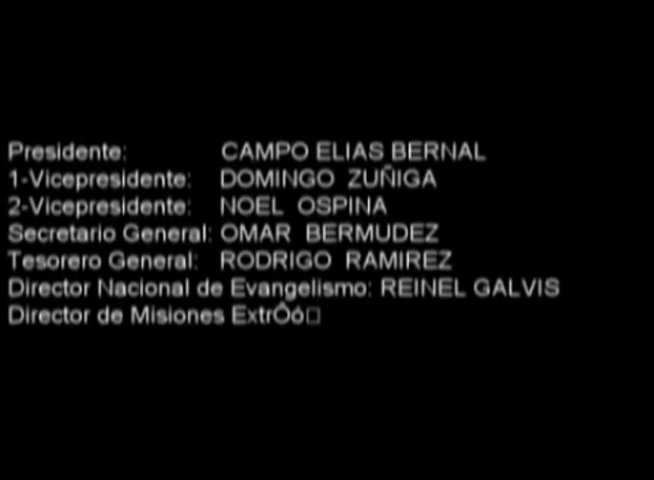 Presidente: CAMPO ELIAS BERNAL
1-Vicepresidente: DOMINGO ZUÑIGA
2-Vicepresidente: NOEL OSPINA
Secretario General: OMAR BERMUDEZ
Tesorero General: RODRIGO RAMIREZ
Director Nacional de Evangelismo: REINEL GALVIS
Director de Misiones ExtrÔó□